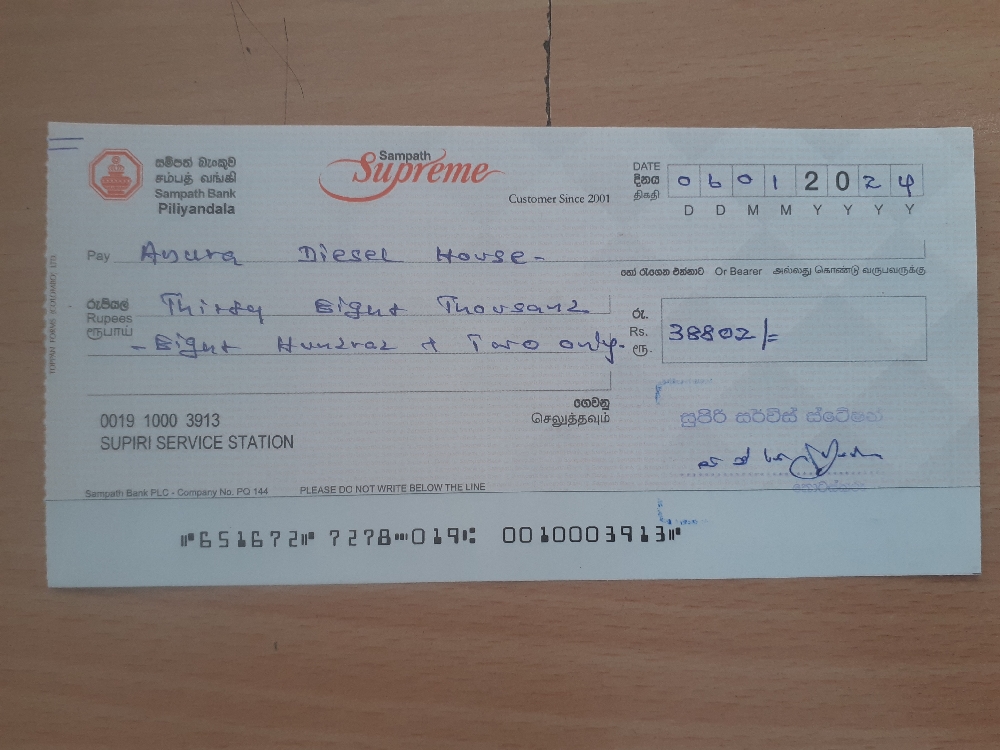 සම්පත් බැංකුව
சம்பத் வங்கி
Sampath Bank
Piliyandala
Sampath
Supreme
Customer Since 2001
DATE
දිනය
திகதி
0 6 0 1 2 0 2 4
D D M M Y Y Y Y
Pay Anura Diesel House -
හෝ රැගෙන එන්නාට Or Bearer அல்லது கொண்டு வருபவருக்கு
රුපියල්
Rupees
ரூபாய்
Thirty Eight Thousand
- Eight Hundred & Two only -
රු.
Rs.
ரூ.
38802/=
ගෙවනු
செலுத்தவும்
0019 1000 3913
SUPIRI SERVICE STATION
සුපිරි සර්විස් ස්ටේෂන්
Sampath Bank PLC - Company No. PQ 144
PLEASE DO NOT WRITE BELOW THE LINE
⑈651672⑈ 7278⑉019⑆ 0010003913⑈